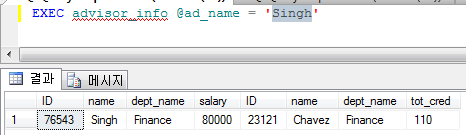 EXEC advisor_info @ad_name = 'Singh'
결과 메시지
ID name dept_name salary ID name dept_name tot_cred
1 76543 Singh Finance 80000 23121 Chavez Finance 110